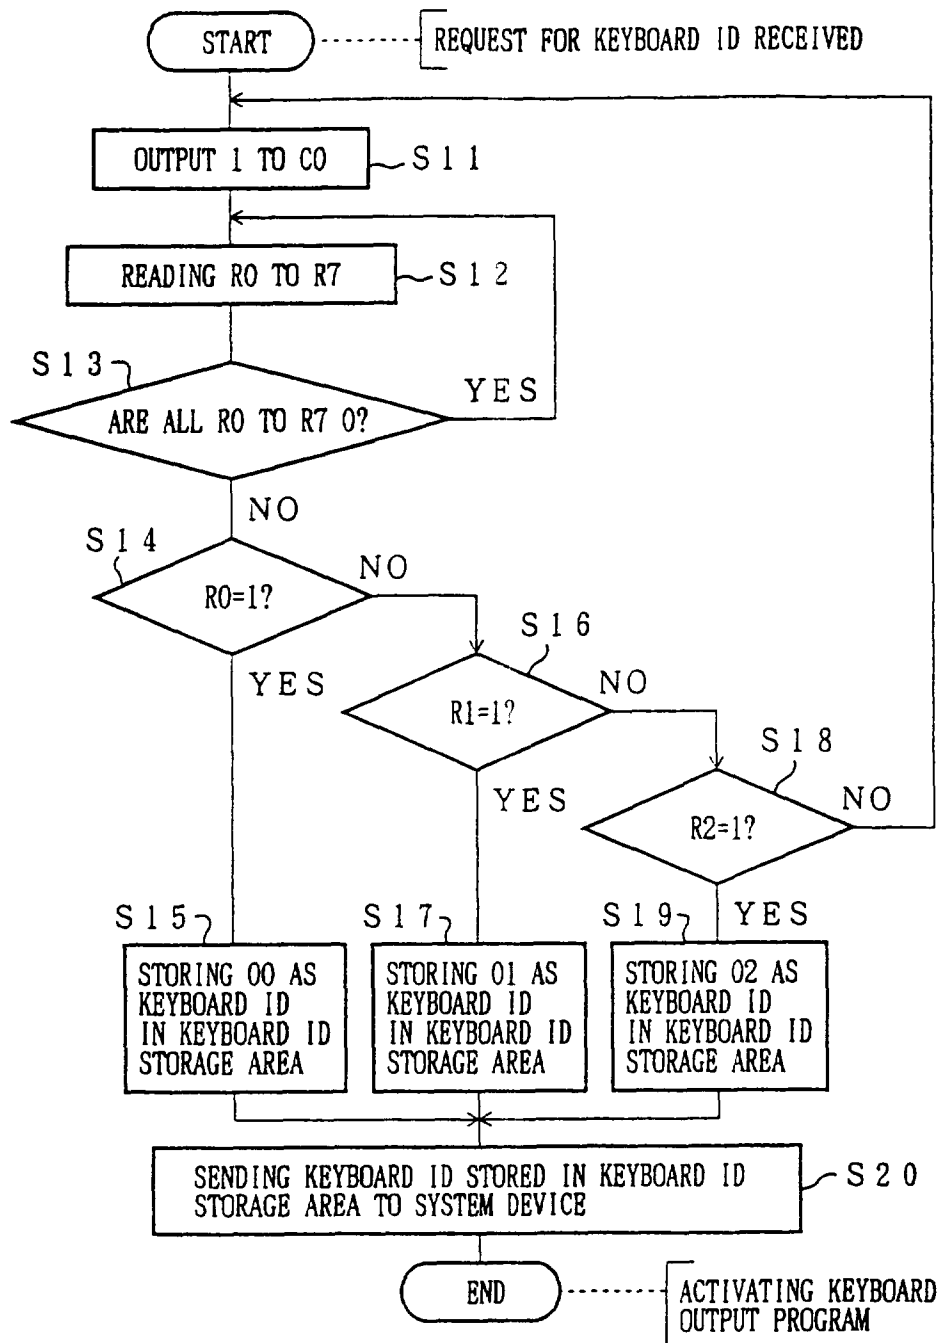 START
REQUEST FOR KEYBOARD ID RECEIVED
OUTPUT 1 TO C0
S11
READING R0 TO R7
S12
S13
YES
ARE ALL R0 TO R7 0?
NO
S14
NO
R0=1?
S16
YES
NO
R1=1?
S18
YES
NO
R2=1?
S15
S17
S19
YES
STORING 00 AS
KEYBOARD ID
IN KEYBOARD ID
STORAGE AREA
STORING 01 AS
KEYBOARD ID
IN KEYBOARD ID
STORAGE AREA
STORING 02 AS
KEYBOARD ID
IN KEYBOARD ID
STORAGE AREA
SENDING KEYBOARD ID STORED IN KEYBOARD ID
STORAGE AREA TO SYSTEM DEVICE
S20
END
ACTIVATING KEYBOARD
OUTPUT PROGRAM